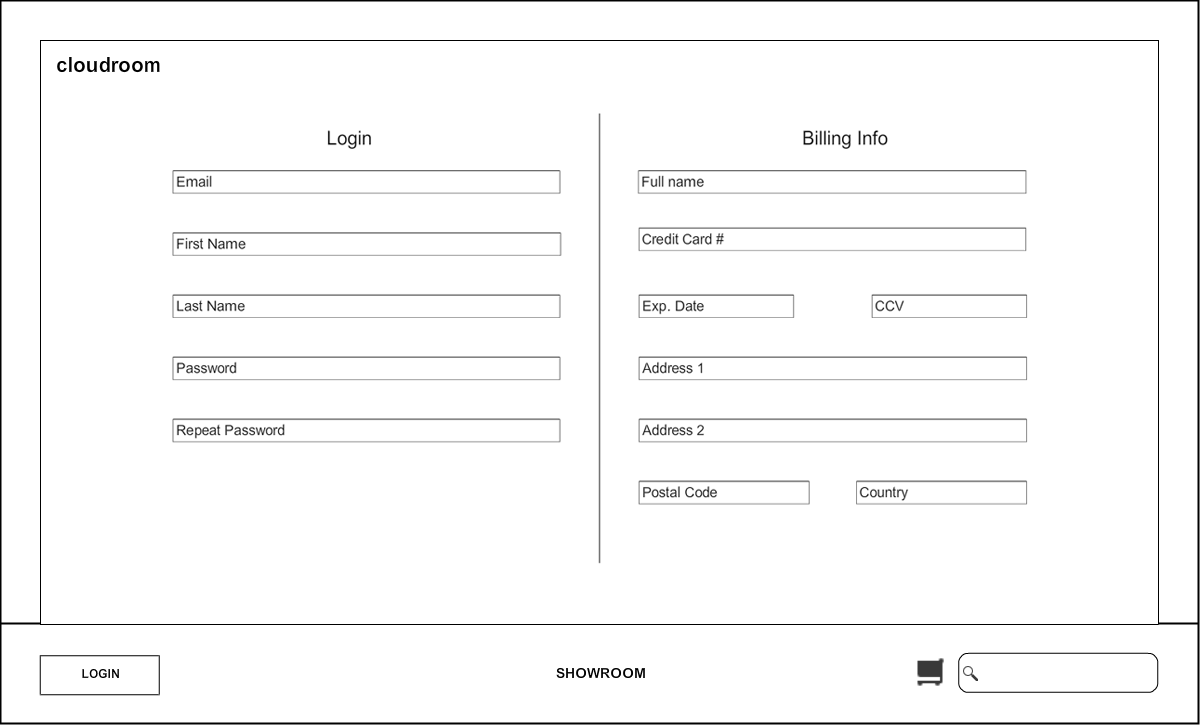 cloudroom
Login
Email
First Name
Last Name
Password
Repeat Password
Billing Info
Full name
Credit Card #
Exp. Date
CCV
Address 1
Address 2
Postal Code
Country
LOGIN
SHOWROOM